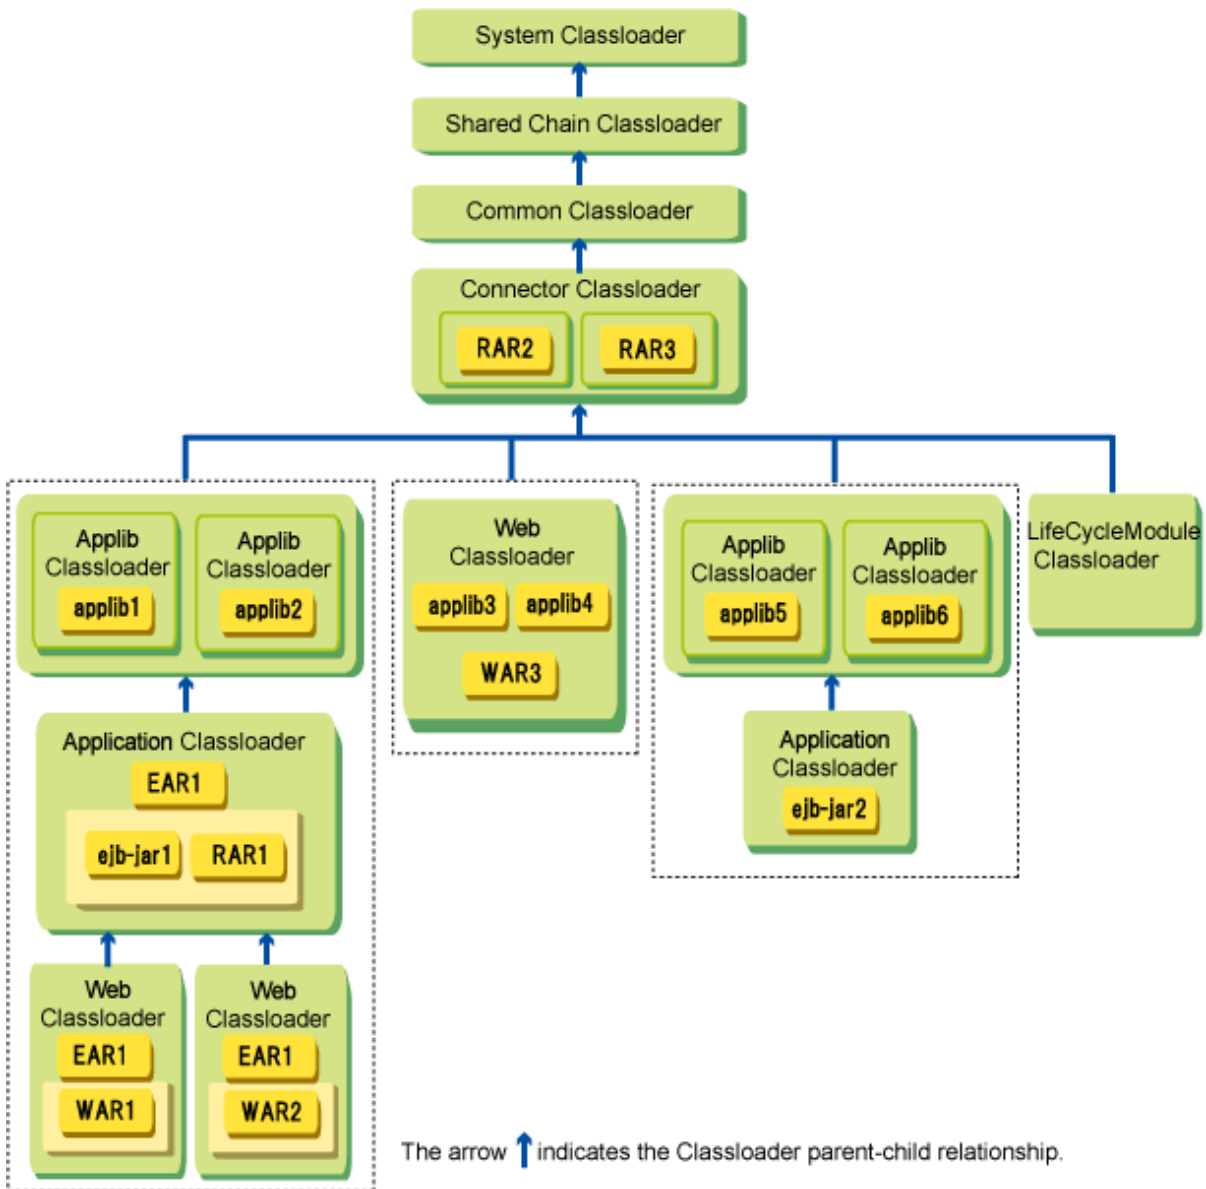 System Classloader
Shared Chain Classloader
Common Classloader
Connector Classloader
RAR2
RAR3
Applib
Classloader
applib1
Applib
Classloader
applib2
Application Classloader
EAR1
ejb-jar1
RAR1
Web
Classloader
EAR1
WAR1
Web
Classloader
EAR1
WAR2
Web
Classloader
applib3
applib4
WAR3
Applib
Classloader
applib5
Applib
Classloader
applib6
Application
Classloader
ejb-jar2
LifeCycleModule
Classloader
The arrow indicates the Classloader parent-child relationship.